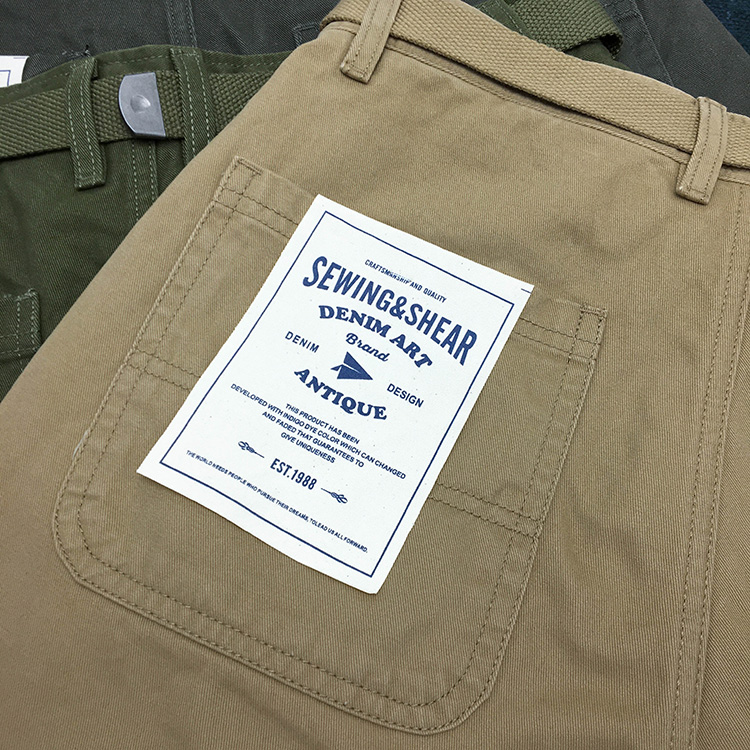 CRAFTSMANSHIP AND QUALITY
SEWING&SHEAR
DENIM ART
Brand
DENIM DESIGN
ANTIQUE
THIS PRODUCT HAS BEEN
DEVELOPED WITH INDIGO DYE COLOR WHICH CAN CHANGED
AND FADED THAT GUARANTEES TO
GIVE UNIQUENESS
EST.1988
THE WORLD NEEDS PEOPLE WHO PURSUE THEIR DREAMS, TOLEAD US ALL FORWARD.